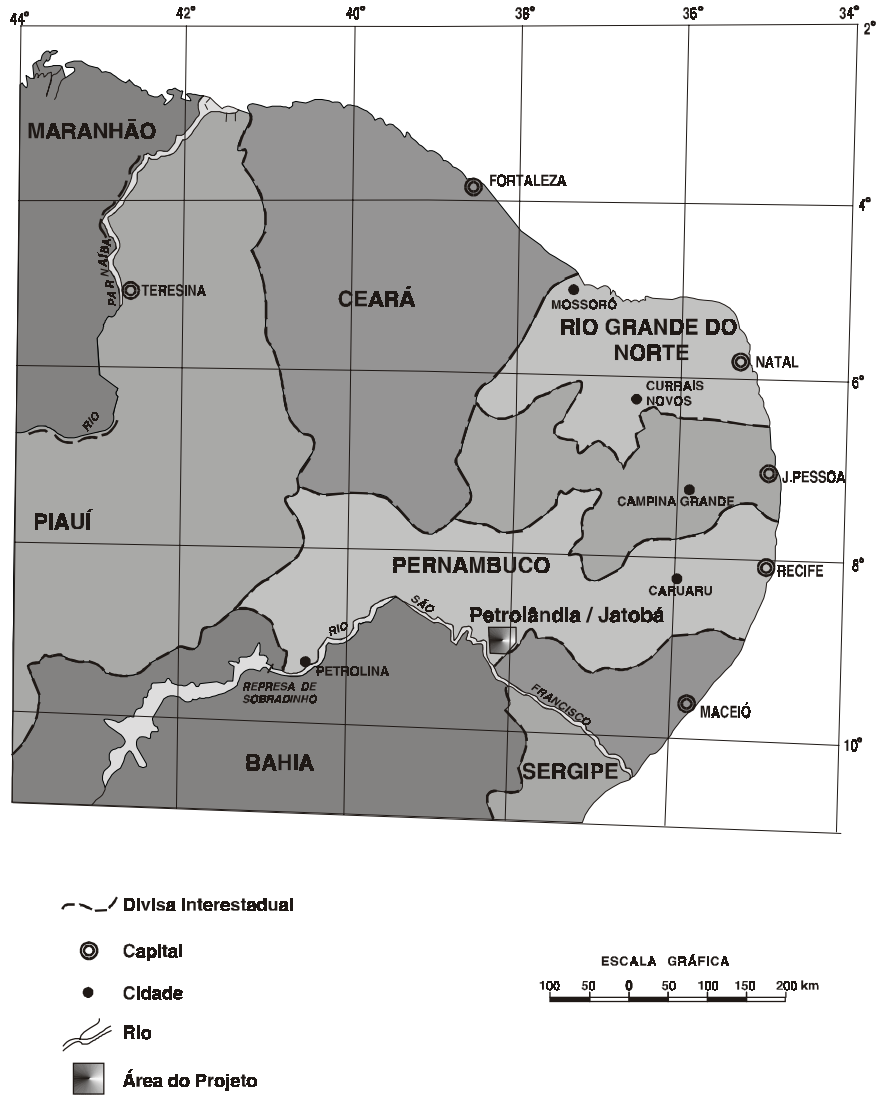 44°
42°
40°
38°
36°
34°
2°
MARANHÃO
FORTALEZA
4°
PARNAÍBA
TERESINA
CEARÁ
MOSSORÓ
RIO GRANDE DO
NORTE
NATAL
6°
CURRAIS
NOVOS
RIO
J.PESSÔA
CAMPINA GRANDE
PIAUÍ
PERNAMBUCO
8°
RECIFE
CARUARU
SÃO
Petrolândia / Jatobá
RIO
PETROLINA
REPRESA DE
SOBRADINHO
FRANCISCO
MACEIÓ
10°
BAHIA
SERGIPE
Divisa Interestadual
Capital
Cidade
Rio
Área do Projeto
ESCALA GRÁFICA
100 50 0 50 100 150 200 km